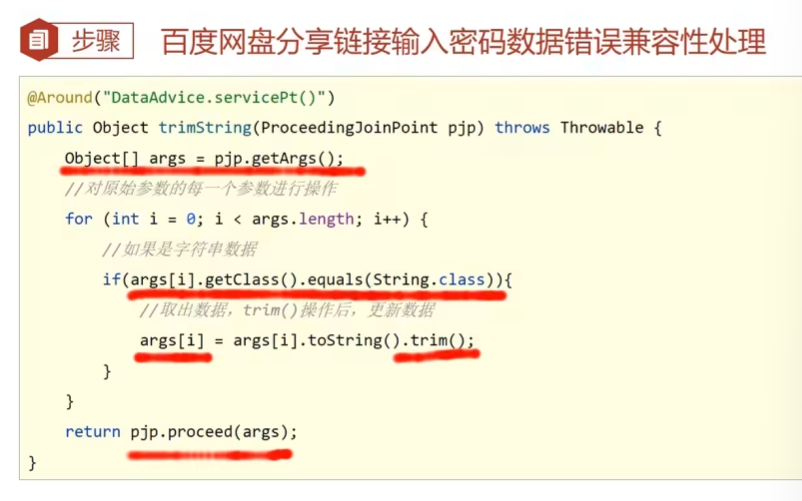 步骤
百度网盘分享链接输入密码数据错误兼容性处理
@Around("DataAdvice.servicePt()")
public Object trimString(ProceedingJoinPoint pjp) throws Throwable {
    Object[] args = pjp.getArgs();
    //对原始参数的每一个参数进行操作
    for (int i = 0; i < args.length; i++) {
        //如果是字符串数据
        if(args[i].getClass().equals(String.class)){
            //取出数据，trim()操作后，更新数据
            args[i] = args[i].toString().trim();
        }
    }
    return pjp.proceed(args);
}